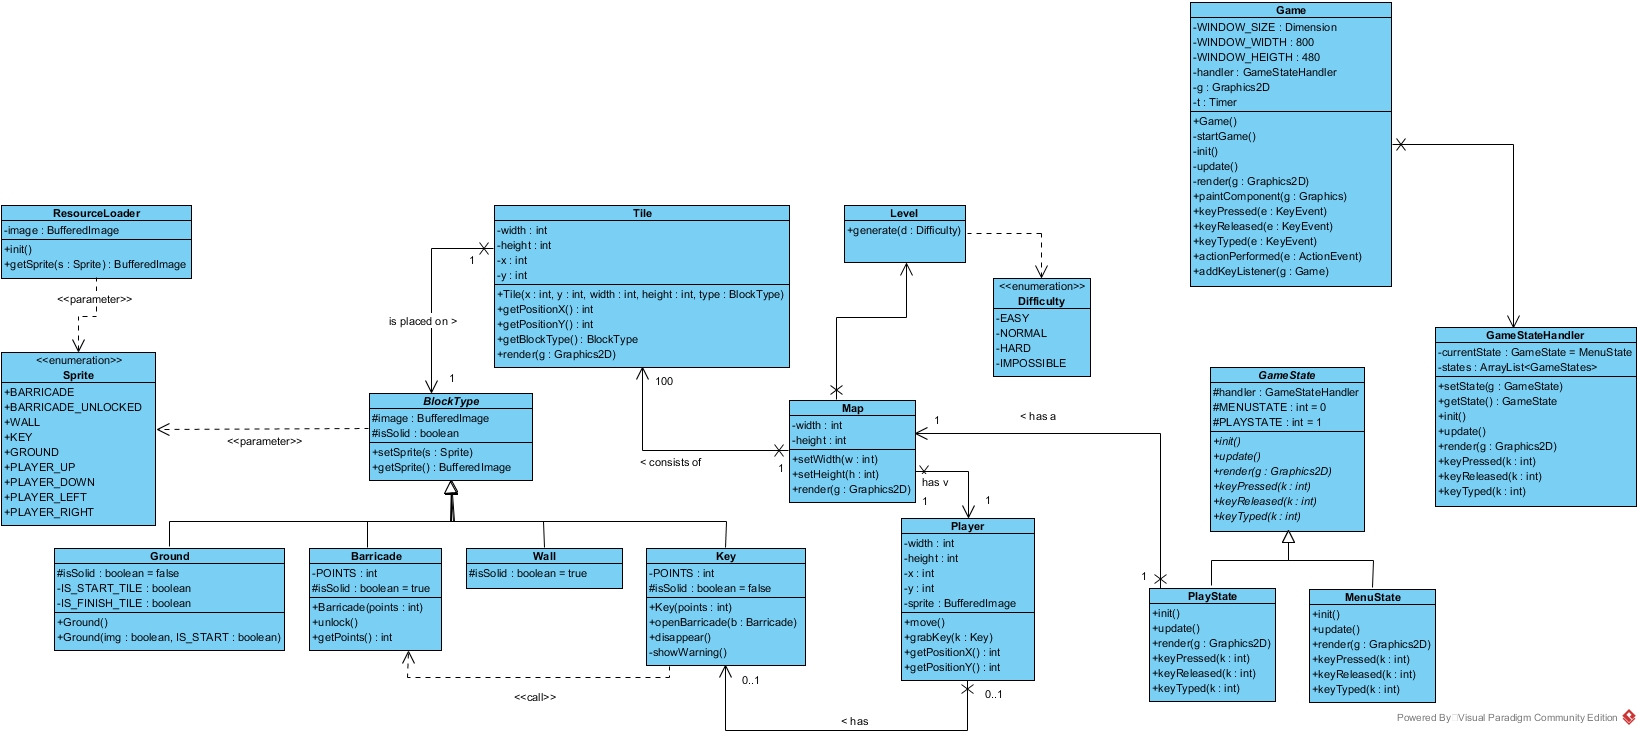 Game
-WINDOW_SIZE : Dimension
-WINDOW_WIDTH : 800
-WINDOW_HEIGTH : 480
-handler : GameStateHandler
-g : Graphics2D
-t : Timer
+Game()
-startGame()
-init()
-update()
-render(g : Graphics2D)
+paintComponent(g : Graphics)
+keyPressed(e : KeyEvent)
+keyReleased(e : KeyEvent)
+keyTyped(e : KeyEvent)
+actionPerformed(e : ActionEvent)
+addKeyListener(g : Game)
ResourceLoader
-image : BufferedImage
+init()
+getSprite(s : Sprite) : BufferedImage
<<parameter>>
<<enumeration>>
Sprite
+BARRICADE
+BARRICADE_UNLOCKED
+WALL
+KEY
+GROUND
+PLAYER_UP
+PLAYER_DOWN
+PLAYER_LEFT
+PLAYER_RIGHT
Tile
-width : int
-height : int
-x : int
-y : int
+Tile(x : int, y : int, width : int, height : int, type : BlockType)
+getPositionX() : int
+getPositionY() : int
+getBlockType() : BlockType
+render(g : Graphics2D)
1
is placed on >
1
100
< consists of
1
BlockType
#image : BufferedImage
#isSolid : boolean
+setSprite(s : Sprite)
+getSprite() : BufferedImage
<<parameter>>
Level
+generate(d : Difficulty)
<<enumeration>>
Difficulty
-EASY
-NORMAL
-HARD
-IMPOSSIBLE
Map
-width : int
-height : int
+setWidth(w : int)
+setHeight(h : int)
+render(g : Graphics2D)
1
< has a
1
has v
1
1
GameStateHandler
-currentState : GameState = MenuState
-states : ArrayList<GameStates>
+setState(g : GameState)
+getState() : GameState
+init()
+update()
+render(g : Graphics2D)
+keyPressed(k : int)
+keyReleased(k : int)
+keyTyped(k : int)
GameState
#handler : GameStateHandler
#MENUSTATE : int = 0
#PLAYSTATE : int = 1
+init()
+update()
+render(g : Graphics2D)
+keyPressed(k : int)
+keyReleased(k : int)
+keyTyped(k : int)
Ground
#isSolid : boolean = false
-IS_START_TILE : boolean
-IS_FINISH_TILE : boolean
+Ground()
+Ground(img : boolean, IS_START : boolean)
Barricade
-POINTS : int
#isSolid : boolean = true
+Barricade(points : int)
+unlock()
+getPoints() : int
Wall
#isSolid : boolean = true
Key
-POINTS : int
#isSolid : boolean = false
+Key(points : int)
+openBarricade(b : Barricade)
+disappear()
-showWarning()
<<call>>
0..1
< has
0..1
Player
-width : int
-height : int
-x : int
-y : int
-sprite : BufferedImage
+move()
+grabKey(k : Key)
+getPositionX() : int
+getPositionY() : int
PlayState
+init()
+update()
+render(g : Graphics2D)
+keyPressed(k : int)
+keyReleased(k : int)
+keyTyped(k : int)
MenuState
+init()
+update()
+render(g : Graphics2D)
+keyPressed(k : int)
+keyReleased(k : int)
+keyTyped(k : int)
Powered By Visual Paradigm Community Edition